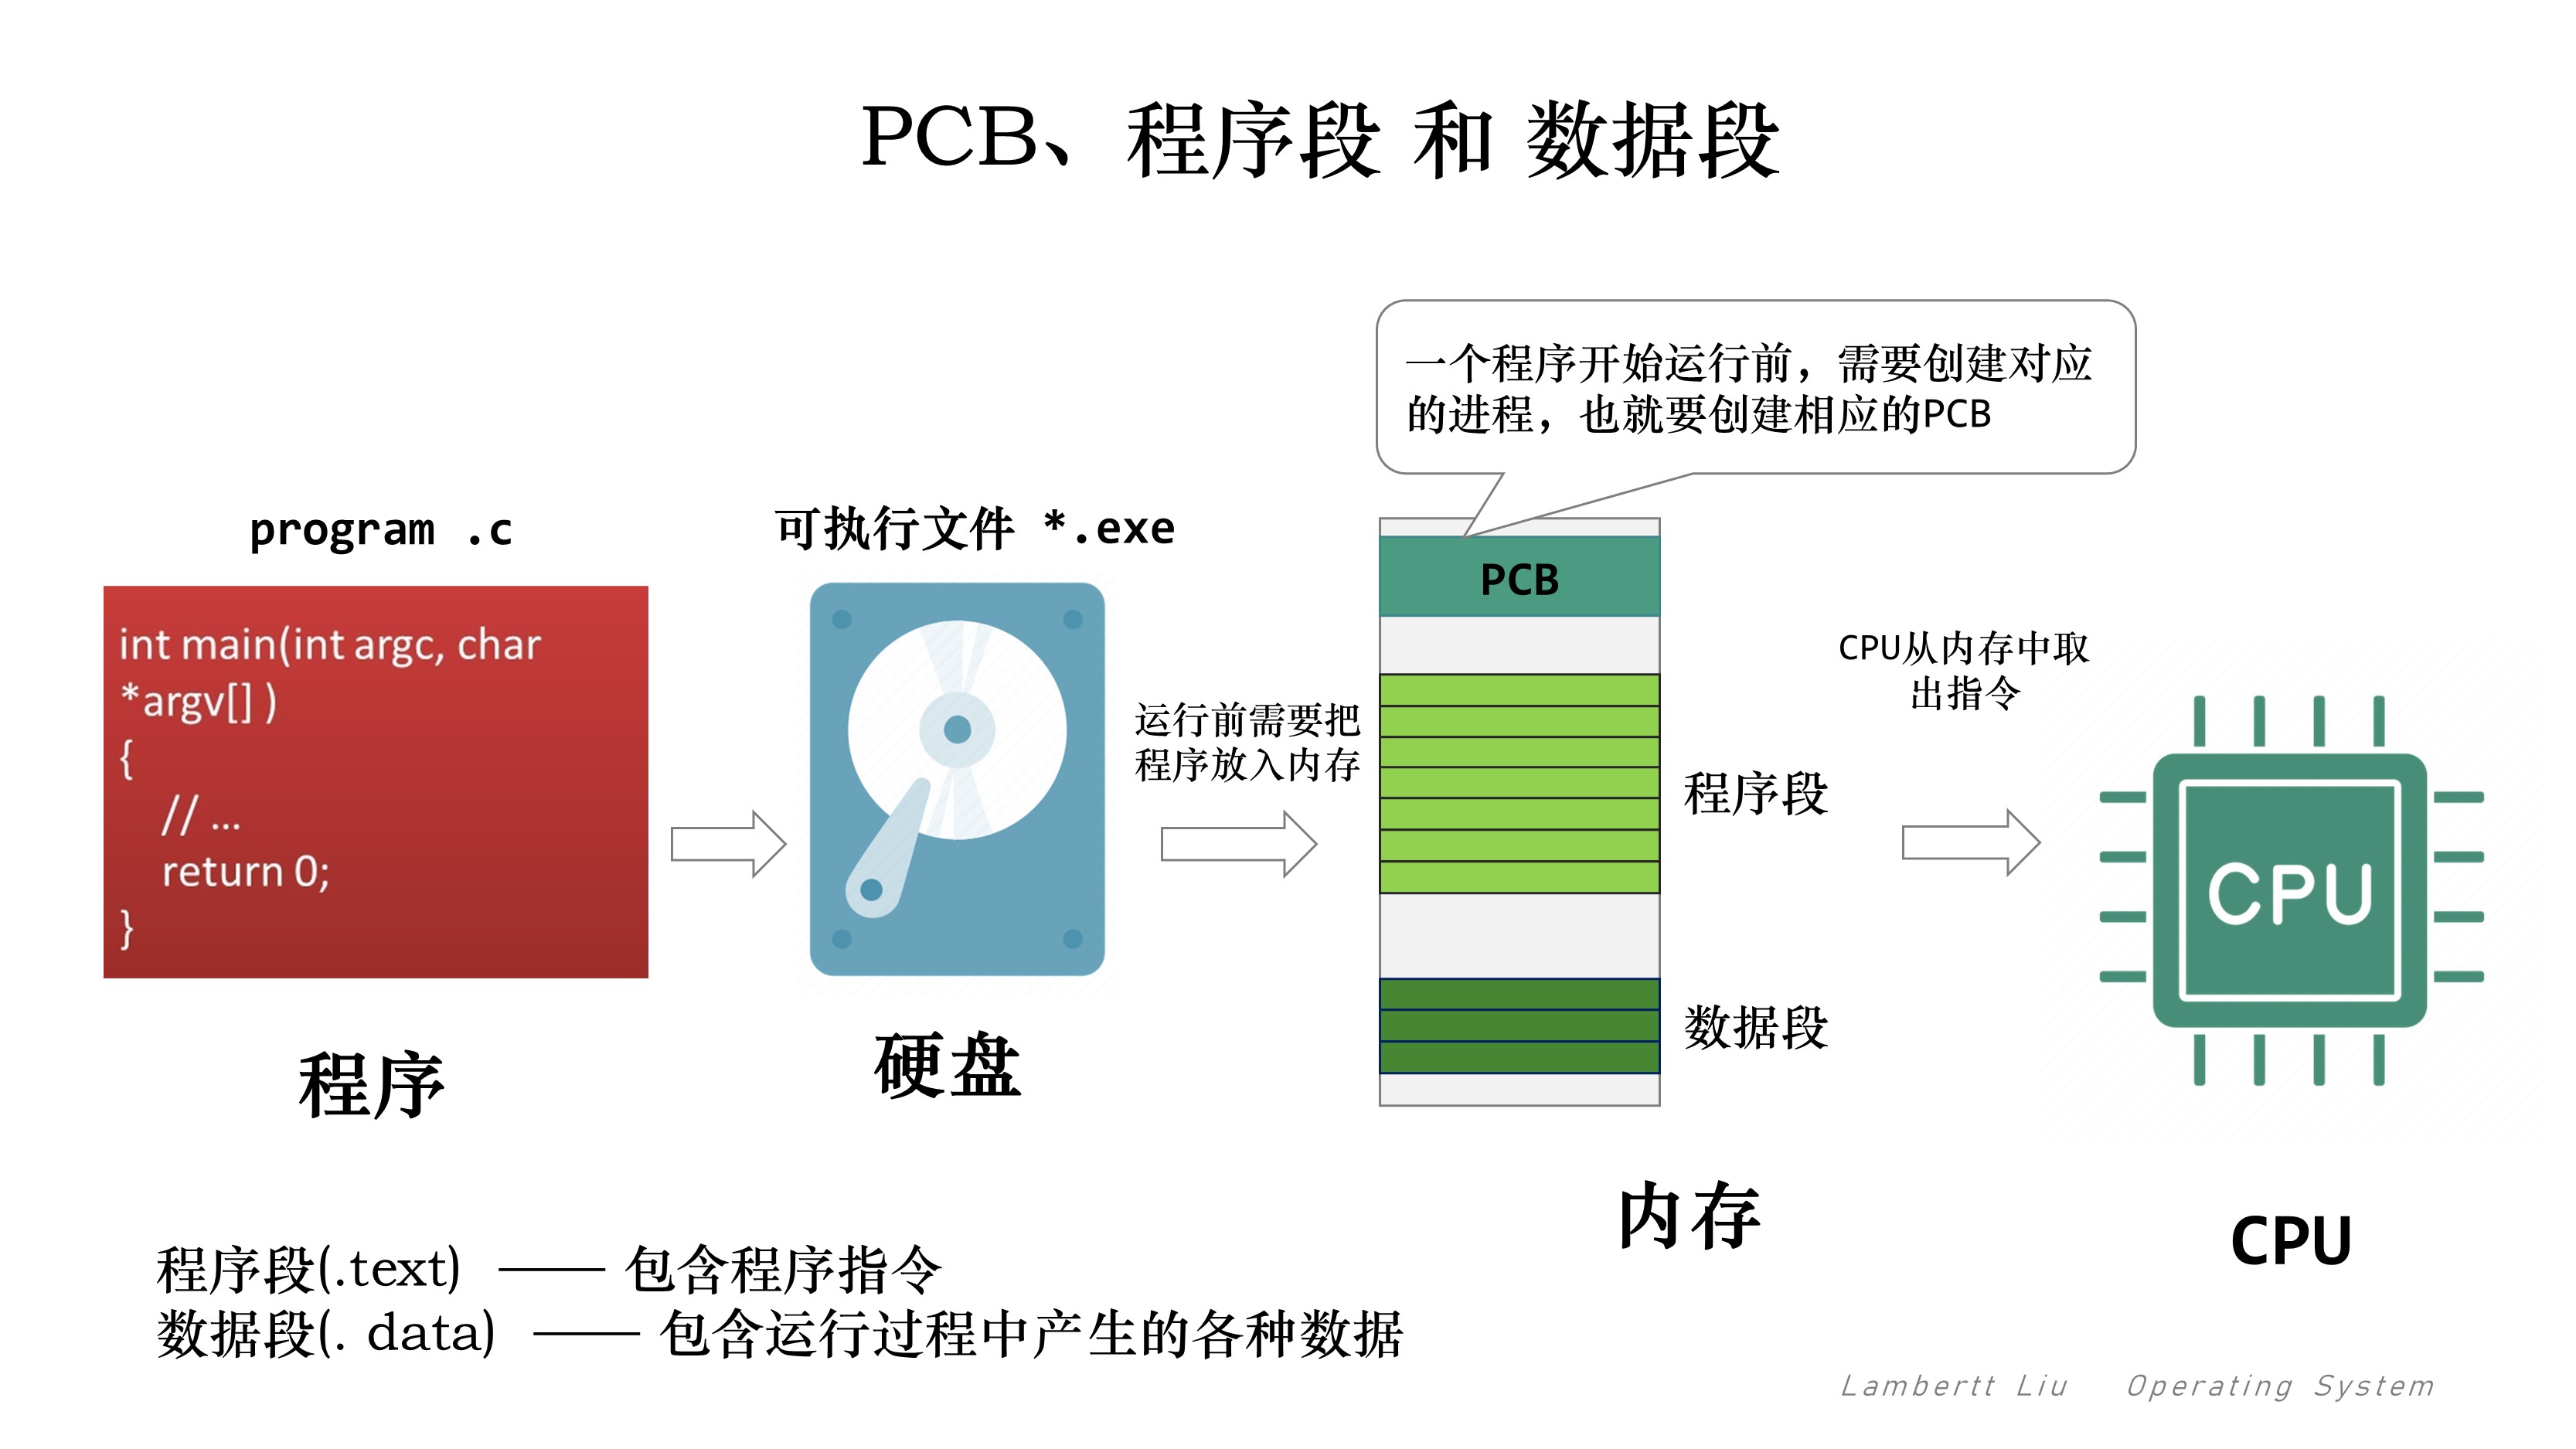 PCB、程序段 和 数据段
一个程序开始运行前，需要创建对应
的进程，也就要创建相应的PCB
program .c
int main(int argc, char
*argv[] )
{
// ...
return 0;
}
程序
可执行文件 *.exe
硬盘
运行前需要把
程序放入内存
PCB
程序段
数据段
内存
CPU从内存中取
出指令
CPU
CPU
程序段(.text) —— 包含程序指令
数据段(. data) —— 包含运行过程中产生的各种数据
Lambertt Liu Operating System